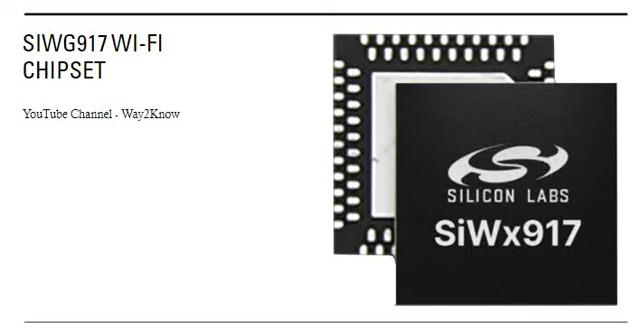 SIWG917 WI-FI
CHIPSET
YouTube Channel - Way2Know
SILICON LABS
SiWx917